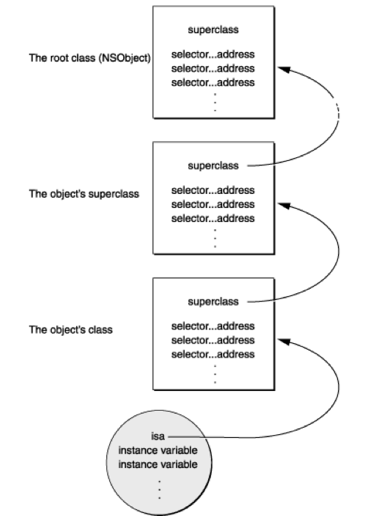 superclass
The root class (NSObject)
selector...address
selector...address
selector...address
.
.
.
superclass
The object's superclass
selector...address
selector...address
selector...address
.
.
.
superclass
selector...address
The object's class
selector...address
selector...address
.
.
.
isa
instance variable
instance variable
.
.
.